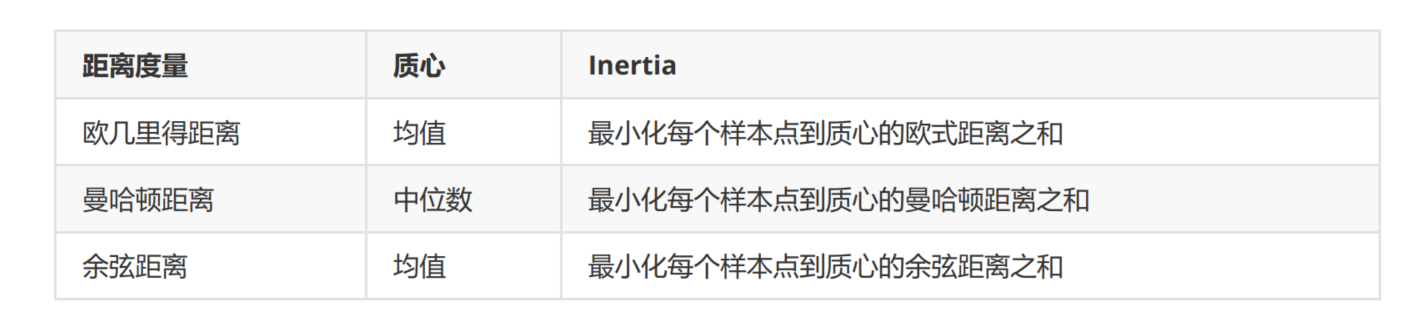 距离度量 质心 Inertia
欧几里得距离 均值 最小化每个样本点到质心的欧式距离之和
曼哈顿距离 中位数 最小化每个样本点到质心的曼哈顿距离之和
余弦距离 均值 最小化每个样本点到质心的余弦距离之和